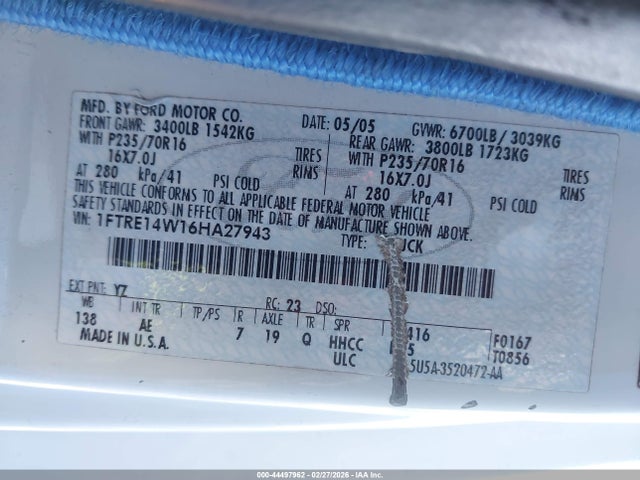 MFD. BY FORD MOTOR CO.
DATE: 05/05 GVWR: 6700LB / 3039KG
FRONT GAWR: 3400LB 1542KG REAR GAWR: 3800LB 1723KG
WITH P235/70R16 TIRES WITH P235/70R16 TIRES
16X7.0J RIMS 16X7.0J RIMS
AT 280 kPa/41 PSI COLD AT 280 kPa/41 PSI COLD
THIS VEHICLE CONFORMS TO ALL APPLICABLE FEDERAL MOTOR VEHICLE
SAFETY STANDARDS IN EFFECT ON THE DATE OF MANUFACTURE SHOWN ABOVE.
VIN: 1FTRE14W16HA27943 TYPE:
EXT PNT: YZ RC: 23 DSO:
WB INT TR TP/PS R AXLE TR SPR 416 F0167
138 AE 7 19 Q HHCC 5 T0856
MADE IN U.S.A. ULC 5U5A-3520472-AA
000-44497962 - 02/27/2026 - IAA Inc.